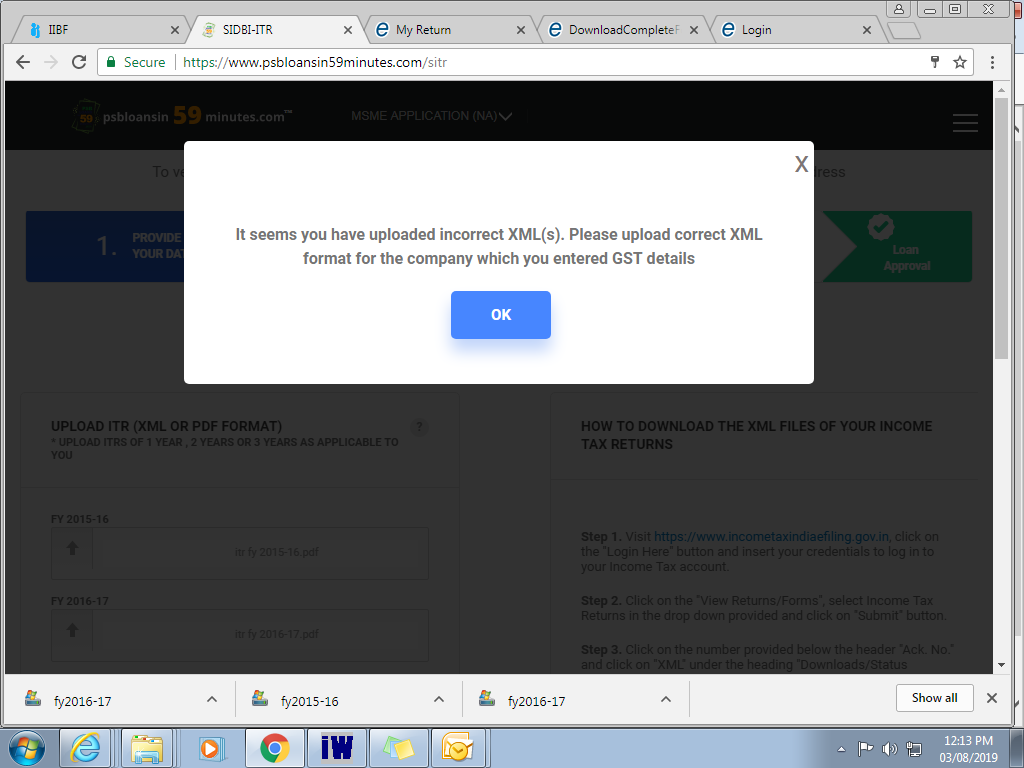 IIBF
SIDBI-ITR
My Return
DownloadCompleteF
Login
Secure
https://www.psbloansin59minutes.com/sitr
59
psbloansin 59 minutes.com™
MSME APPLICATION (NA)
To ve
dress
X
1.
PROVIDE
YOUR DAT
Loan
Approval
It seems you have uploaded incorrect XML(s). Please upload correct XML
format for the company which you entered GST details
OK
UPLOAD ITR (XML OR PDF FORMAT)
?
* UPLOAD ITRS OF 1 YEAR , 2 YEARS OR 3 YEARS AS APPLICABLE TO
YOU
FY 2015-16
itr fy 2015-16.pdf
FY 2016-17
itr fy 2016-17.pdf
HOW TO DOWNLOAD THE XML FILES OF YOUR INCOME
TAX RETURNS
Step 1. Visit https://www.incometaxindiaefiling.gov.in, click on
the "Login Here" button and insert your credentials to log in to
your Income Tax account.
Step 2. Click on the "View Returns/Forms", select Income Tax
Returns in the drop down provided and click on "Submit" button.
Step 3. Click on the number provided below the header "Ack. No."
and click on "XML" under the heading "Downloads/Status
fy2016-17
fy2015-16
fy2016-17
Show all
iW
12:13 PM
03/08/2019